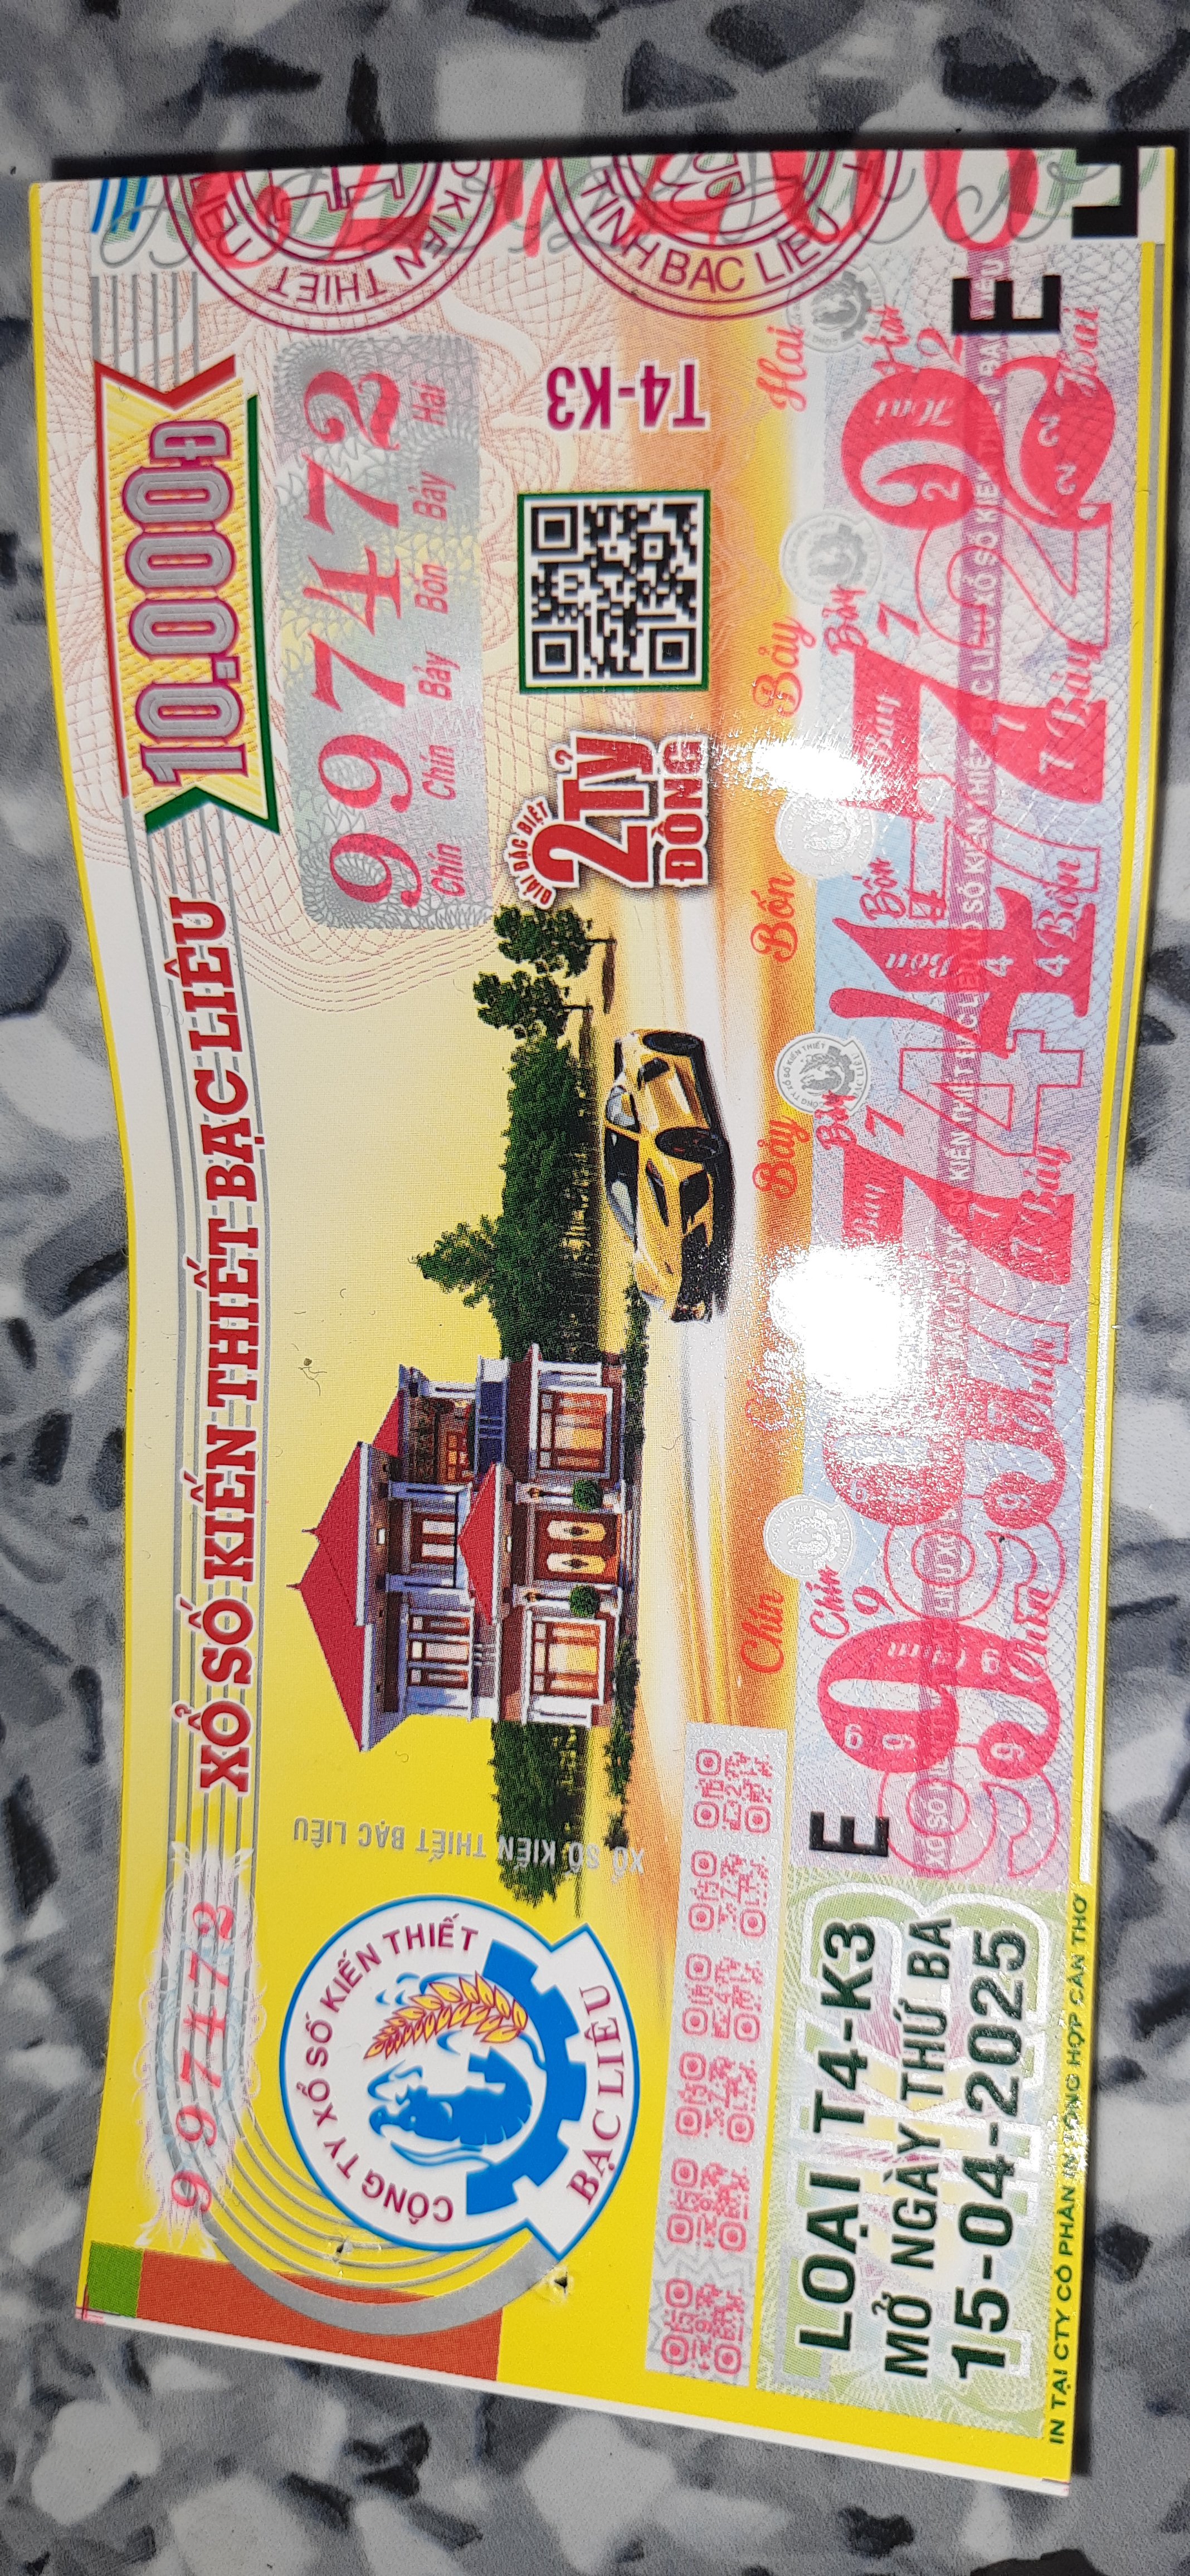 997472
XỔ SỐ KIẾN THIẾT BẠC LIÊU
10.000Đ
CÔNG TY XỔ SỐ KIẾN THIẾT
BẠC LIÊU
XỔ SỐ KIẾN THIẾT BẠC LIÊU
997472
Chín Chín Bảy Bốn Bảy Hai
GIẢI ĐẶC BIỆT
2 TỶ
ĐỒNG
T4-K3
KIẾN THIẾT
TỈNH BẠC LIÊU
Chín Bảy Bốn Bảy Hai
LOẠI T4-K3
MỞ NGÀY THỨ BA
15-04-2025
E
997472
E
IN TẠI CTY CỔ PHẦN IN TỔNG HỢP CẦN THƠ